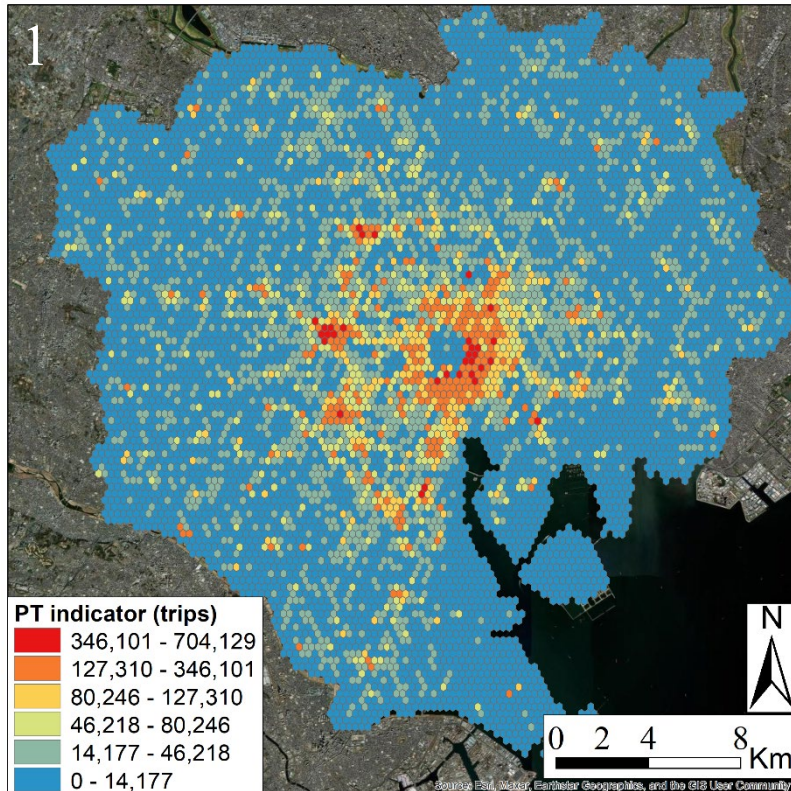 1
PT indicator (trips)
346,101 - 704,129
127,310 - 346,101
80,246 - 127,310
46,218 - 80,246
14,177 - 46,218
0 - 14,177
N
0 2 4 8
Km
Source: Esri, Maxar, Earthstar Geographics, and the GIS User Community